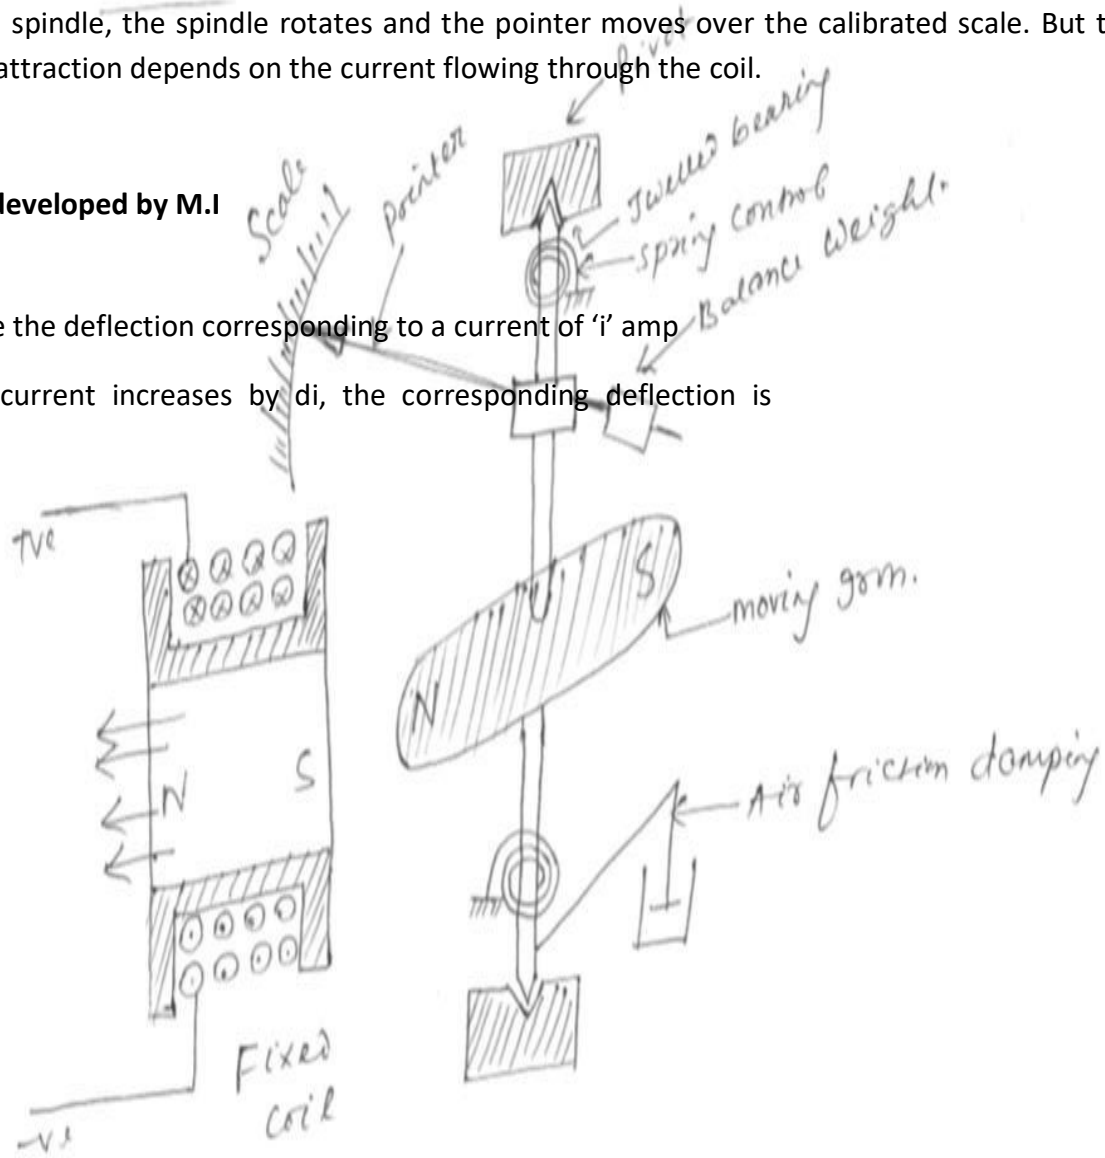 spindle, the spindle rotates and the pointer moves over the calibrated scale. But t
attraction depends on the current flowing through the coil.
Pivot
Jwelled bearing
developed by M.I
Scale
pointer
spring control
Balance weight.
e the deflection corresponding to a current of ‘i’ amp
current increases by di, the corresponding deflection is
+ve
S
moving
N
N
S
Air friction damping
Fixed
coil
-ve